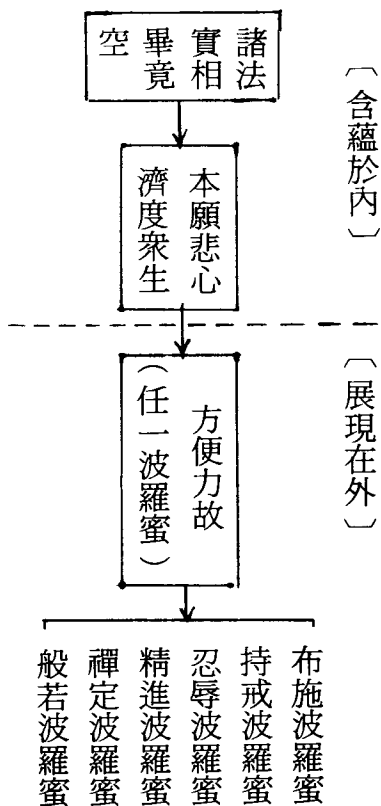 〔含蘊於內〕
諸法
實相
畢竟
空
本願悲心
濟度衆生
〔展現在外〕
方便力故
(任一波羅蜜)
布施波羅蜜
持戒波羅蜜
忍辱波羅蜜
精進波羅蜜
禪定波羅蜜
般若波羅蜜